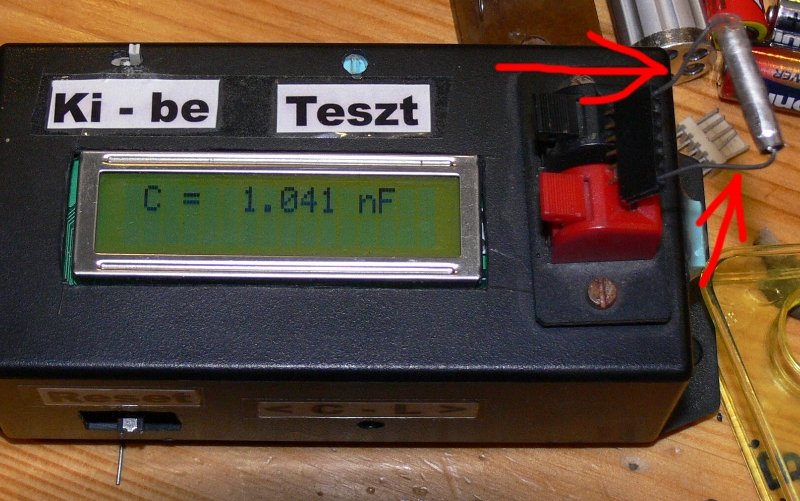 Ki - be
Teszt
C = 1.041 nF
Reset
< C - L >